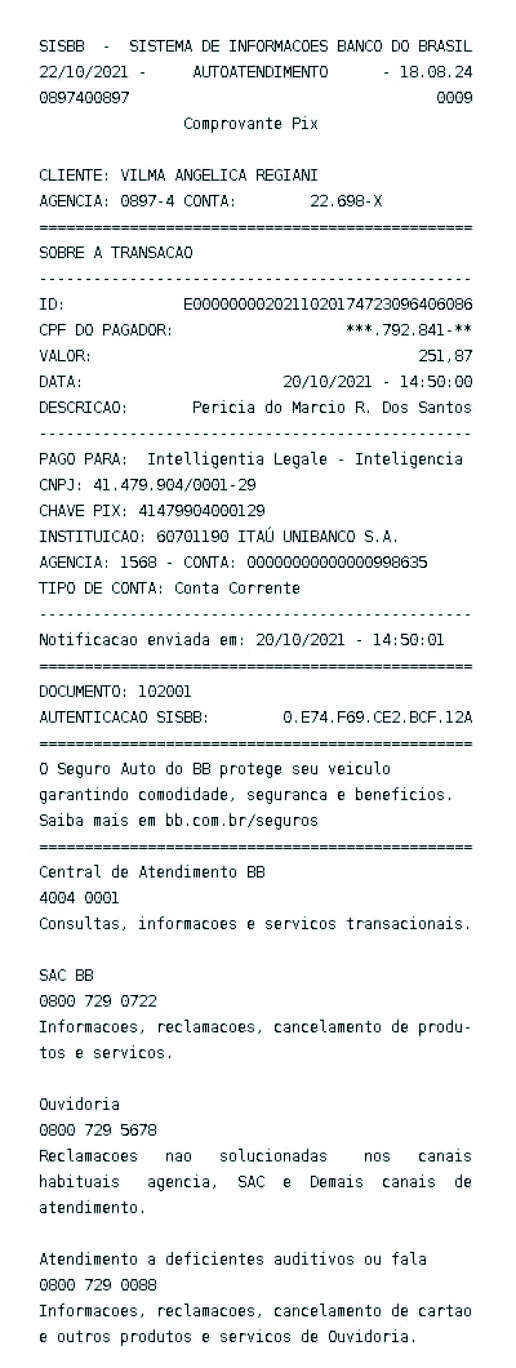 SISBB - SISTEMA DE INFORMACOES BANCO DO BRASIL
22/10/2021 - AUTOATENDIMENTO - 18.08.24
0897400897 0009
Comprovante Pix
CLIENTE: VILMA ANGELICA REGIANI
AGENCIA: 0897-4 CONTA: 22.698-X
================================================
SOBRE A TRANSACAO
------------------------------------------------
ID: E00000000202110201747230964060​86
CPF DO PAGADOR: ***.792.841-**
VALOR: 251,87
DATA: 20/10/2021 - 14:50:00
DESCRICAO: Pericia do Marcio R. Dos Santos
------------------------------------------------
PAGO PARA: Intelligentia Legale - Inteligencia
CNPJ: 41.479.904/0001-29
CHAVE PIX: 41479904000129
INSTITUICAO: 60701190 ITAÚ UNIBANCO S.A.
AGENCIA: 1568 - CONTA: 00000000000000998635
TIPO DE CONTA: Conta Corrente
------------------------------------------------
Notificacao enviada em: 20/10/2021 - 14:50:01
================================================
DOCUMENTO: 102001
AUTENTICACAO SISBB: 0.E74.F69.CE2.BCF.12A
================================================
O Seguro Auto do BB protege seu veiculo
garantindo comodidade, seguranca e beneficios.
Saiba mais em bb.com.br/seguros
================================================
Central de Atendimento BB
4004 0001
Consultas, informacoes e servicos transacionais.
SAC BB
0800 729 0722
Informacoes, reclamacoes, cancelamento de produ-
tos e servicos.
Ouvidoria
0800 729 5678
Reclamacoes nao solucionadas nos canais
habituais agencia, SAC e Demais canais de
atendimento.
Atendimento a deficientes auditivos ou fala
0800 729 0088
Informacoes, reclamacoes, cancelamento de cartao
e outros produtos e servicos de Ouvidoria.